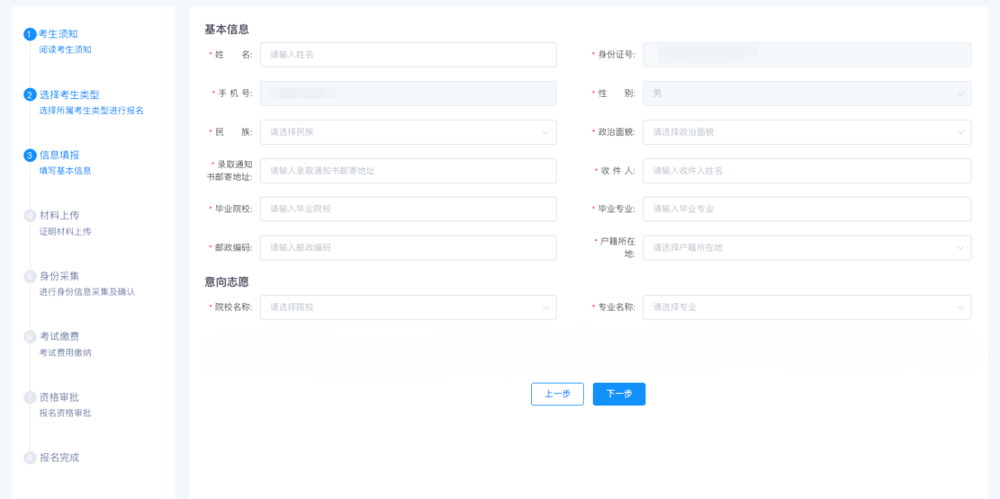 1 考生须知
阅读考生须知
2 选择考生类型
选择所属考生类型进行报名
3 信息填报
填写基本信息
4 材料上传
证明材料上传
5 身份采集
进行身份信息采集及确认
6 考试缴费
考试费用缴纳
7 资格审批
报名资格审批
8 报名完成
基本信息
* 姓 名: 请输入姓名
* 身份证号:
* 手 机 号:
* 性 别: 男
* 民 族: 请选择民族
* 政治面貌: 请选择政治面貌
* 录取通知
书邮寄地址: 请输入录取通知书邮寄地址
* 收 件 人: 请输入收件人姓名
* 毕业院校: 请输入毕业院校
* 毕业专业: 请输入毕业专业
* 邮政编码: 请输入邮政编码
* 户籍所在
地: 请选择户籍所在地
意向志愿
* 院校名称: 请选择院校
* 专业名称: 请选择专业
上一步
下一步